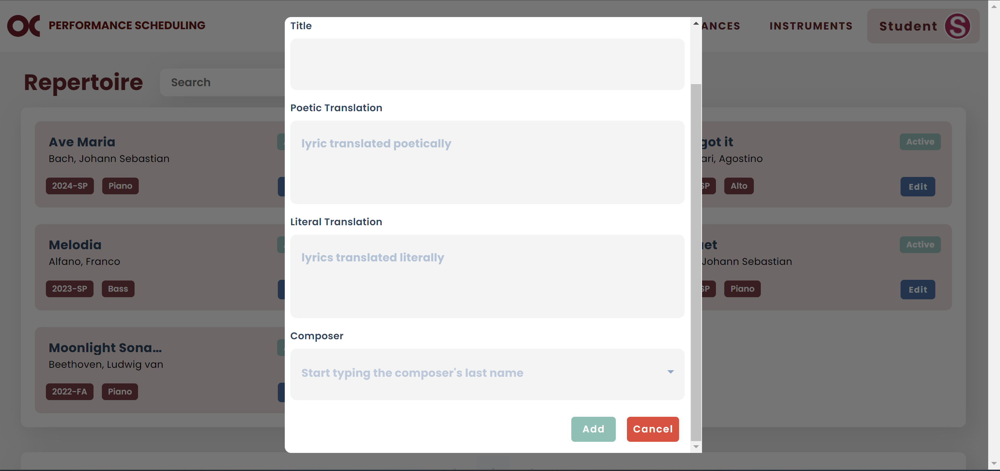 OC PERFORMANCE SCHEDULING
ANCES
INSTRUMENTS
Student S
Repertoire
Search
Title
Poetic Translation
lyric translated poetically
Literal Translation
lyrics translated literally
Composer
Start typing the composer's last name
Add
Cancel
Ave Maria
Bach, Johann Sebastian
2024-SP
Piano
Melodia
Alfano, Franco
2023-SP
Bass
Moonlight Sona...
Beethoven, Ludwig van
2022-FA
Piano
got it
Active
ari, Agostino
SP
Alto
Edit
et
Active
Johann Sebastian
SP
Piano
Edit